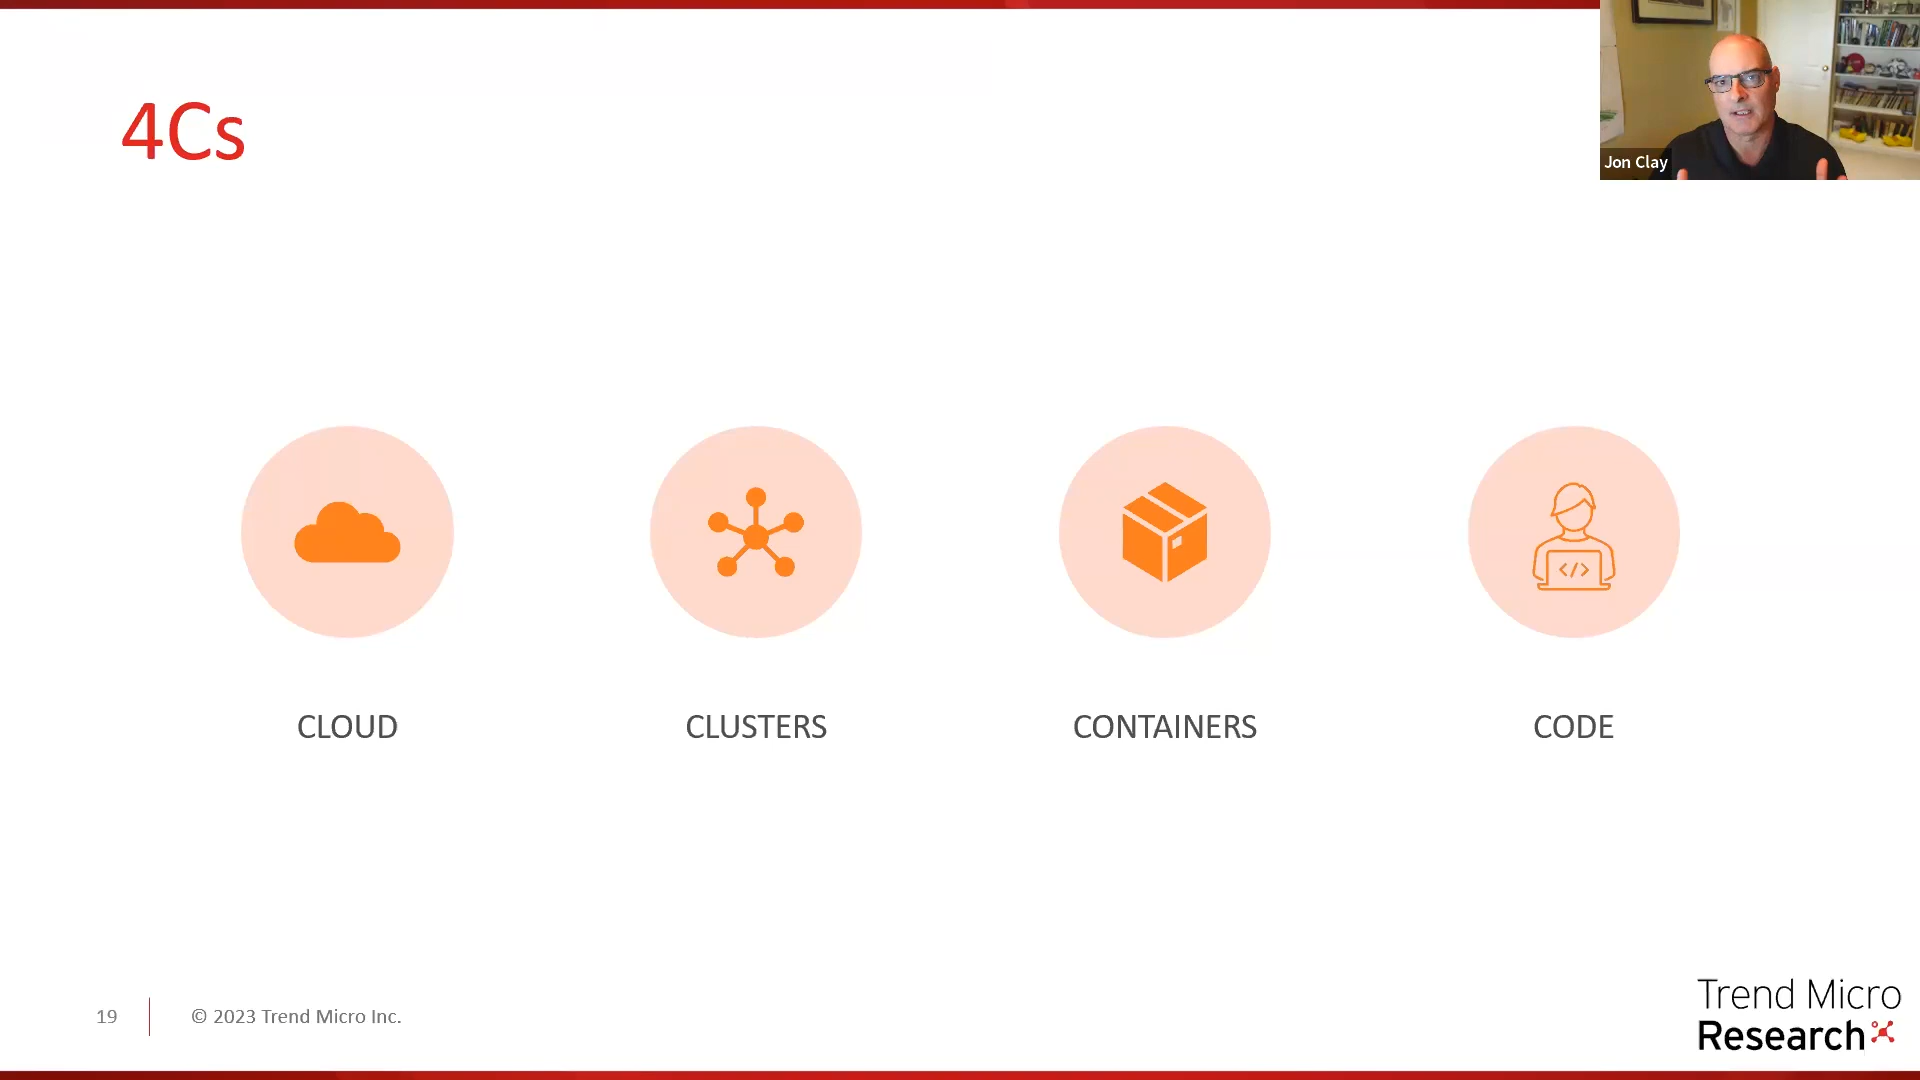 4Cs
Jon Clay
</>
CLOUD
CLUSTERS
CONTAINERS
CODE
19
© 2023 Trend Micro Inc.
Trend Micro
Research